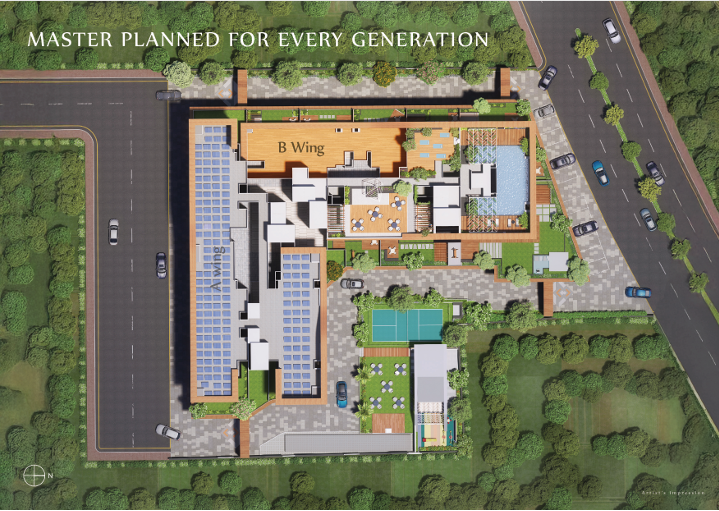 MASTER PLANNED FOR EVERY GENERATION
B Wing
A wing
N
Artist's Impression